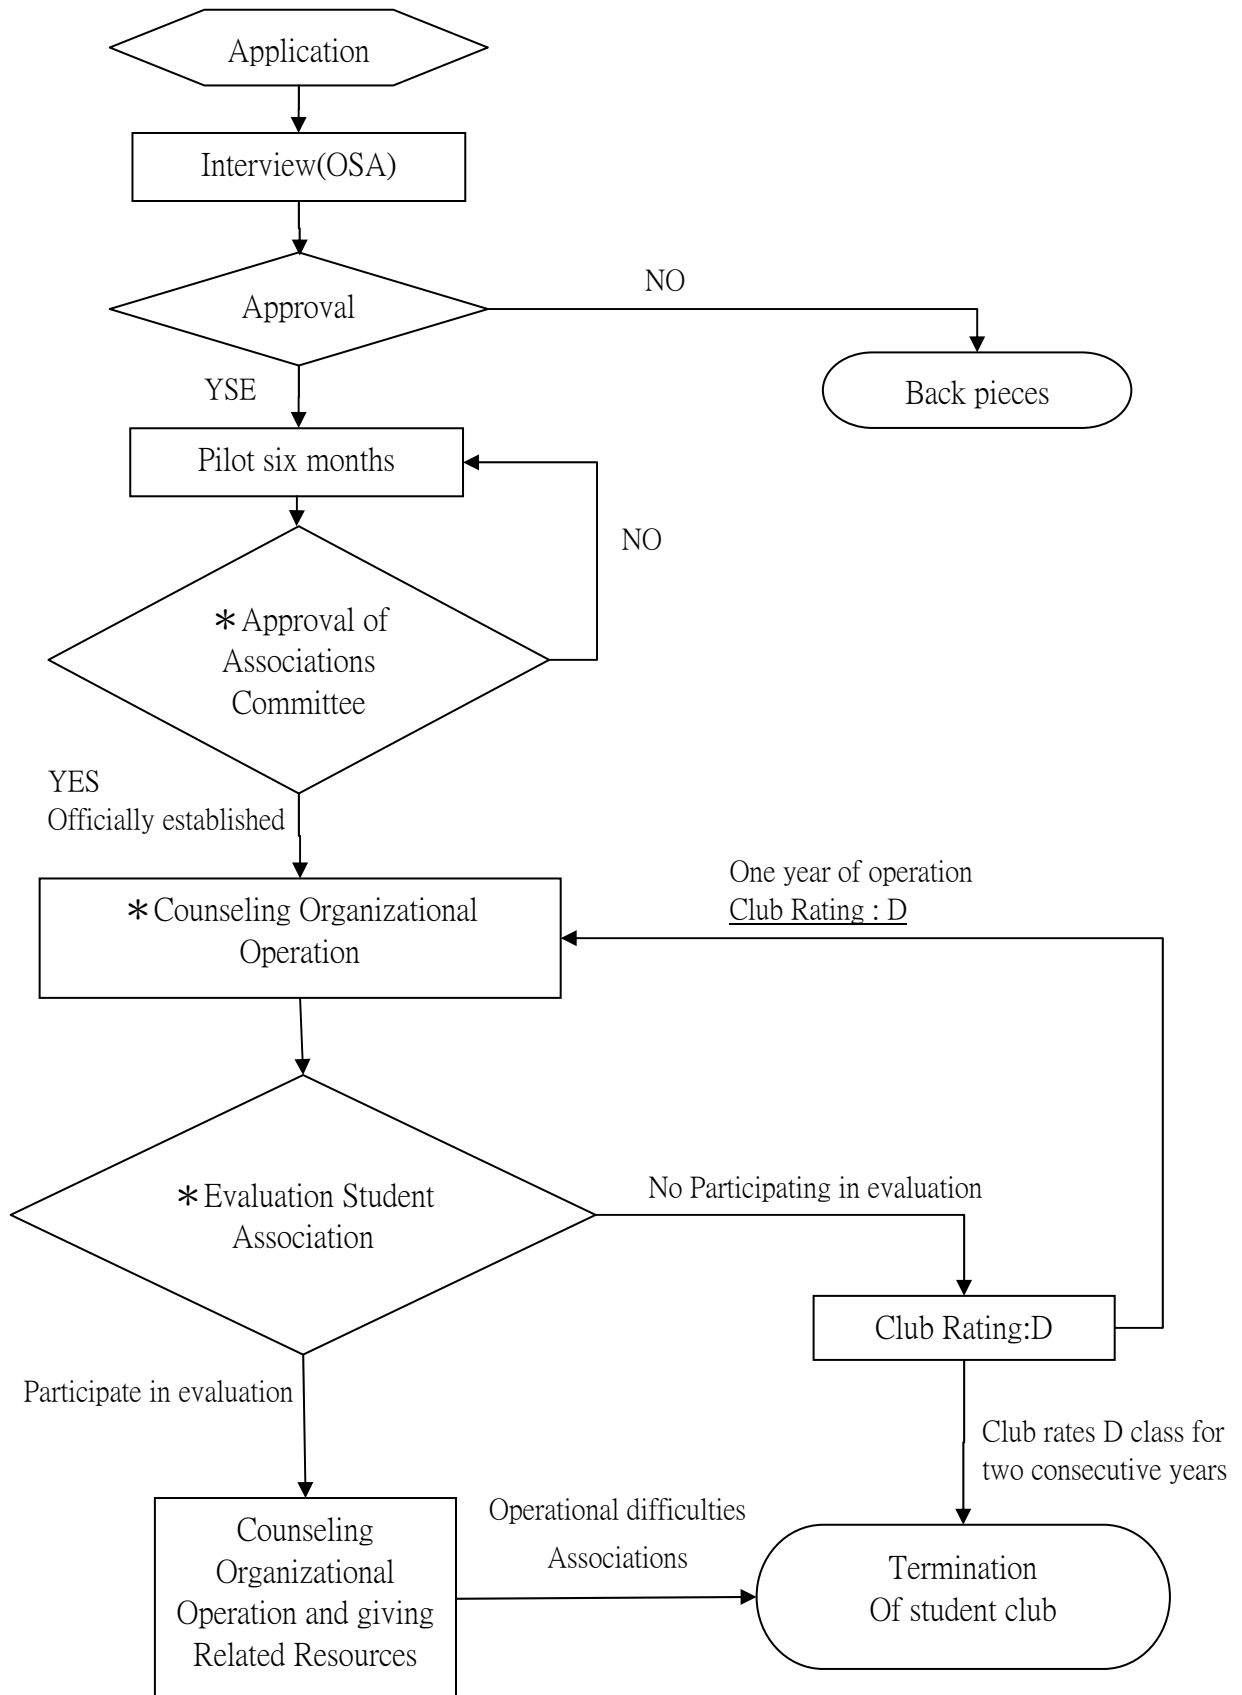 Application
Interview(OSA)
Approval
NO
YSE
Back pieces
Pilot six months
NO
＊Approval of
Associations
Committee
YES
Officially established
One year of operation
Club Rating : D
＊Counseling Organizational
Operation
＊Evaluation Student
Association
No Participating in evaluation
Club Rating:D
Participate in evaluation
Club rates D class for
two consecutive years
Counseling
Organizational
Operation and giving
Related Resources
Operational difficulties
Associations
Termination
Of student club